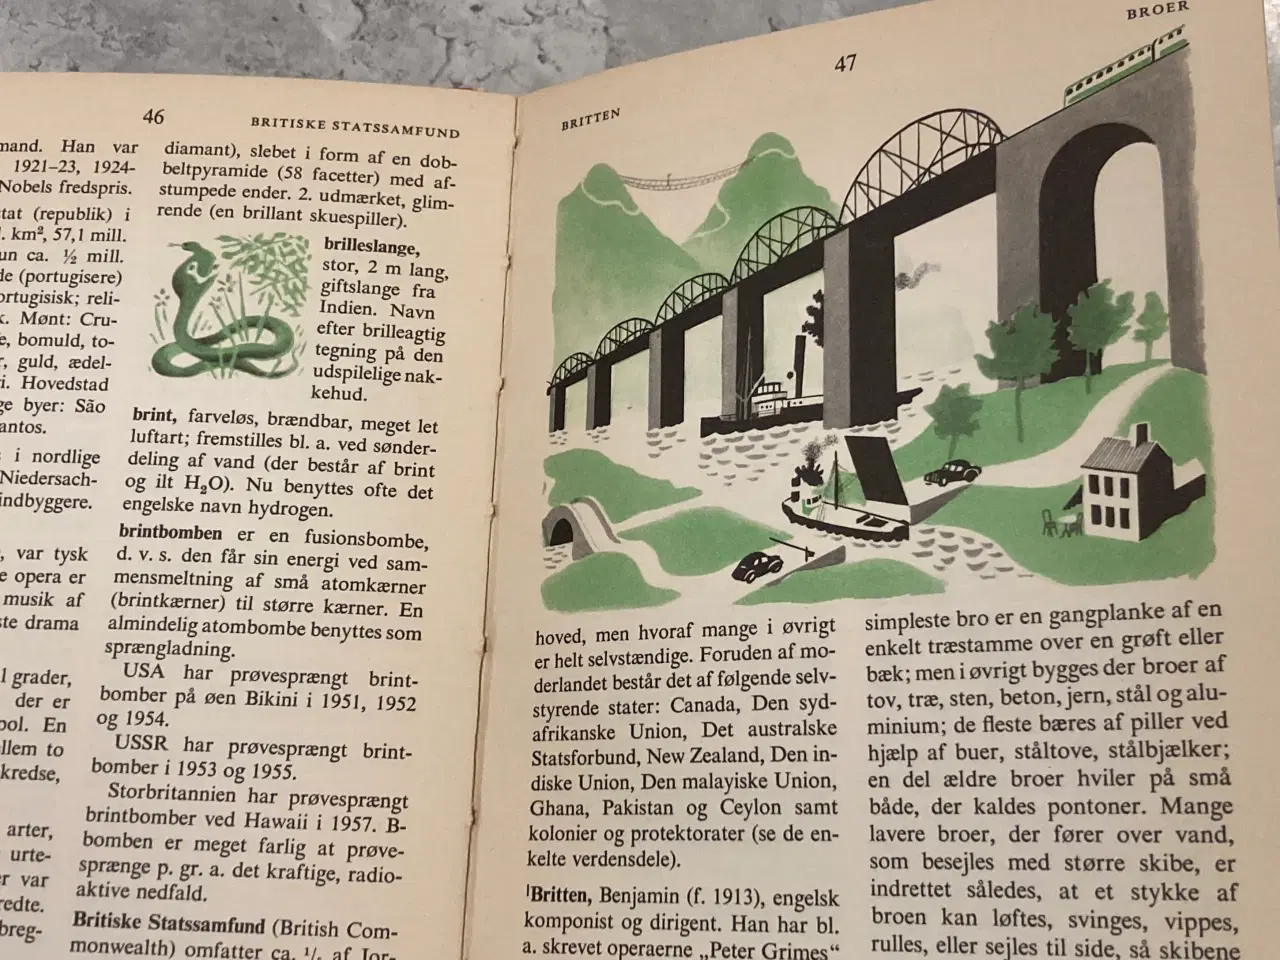 46
BRITISKE STATSSAMFUND
mand. Han var
1921–23, 1924-
Nobels fredspris.
stat (republik) i
. km², 57,1 mill.
un ca. ½ mill.
de (portugisere)
ortugisisk; reli-
k. Mønt: Cru-
e, bomuld, to-
r, guld, ædel-
ri. Hovedstad
ge byer: São
antos.
s i nordlige
Niedersach-
indbyggere.
, var tysk
e opera er
musik af
ste drama
l grader,
der er
pol. En
llem to
kredse,
arter,
urte-
er var
redte.
breg-
diamant), slebet i form af en dob-
beltpyramide (58 facetter) med af-
stumpede ender. 2. udmærket, glim-
rende (en brillant skuespiller).
brilleslange,
stor, 2 m lang,
giftslange fra
Indien. Navn
efter brilleagtig
tegning på den
udspilelige nak-
kehud.
brint, farveløs, brændbar, meget let
luftart; fremstilles bl. a. ved sønder-
deling af vand (der består af brint
og ilt H₂O). Nu benyttes ofte det
engelske navn hydrogen.
brintbomben er en fusionsbombe,
d. v. s. den får sin energi ved sam-
mensmeltning af små atomkærner
(brintkærner) til større kærner. En
almindelig atombombe benyttes som
sprængladning.
USA har prøvesprængt brint-
bomber på øen Bikini i 1951, 1952
og 1954.
USSR har prøvesprængt brint-
bomber i 1953 og 1955.
Storbritannien har prøvesprængt
brintbomber ved Hawaii i 1957. B-
bomben er meget farlig at prøve-
sprænge p. gr. a. det kraftige, radio-
aktive nedfald.
Britiske Statssamfund (British Com-
monwealth) omfatter ca. ¼ af Jor-
BRITTEN
47
BROER
hoved, men hvoraf mange i øvrigt
er helt selvstændige. Foruden af mo-
derlandet består det af følgende selv-
styrende stater: Canada, Den syd-
afrikanske Union, Det australske
Statsforbund, New Zealand, Den in-
diske Union, Den malayiske Union,
Ghana, Pakistan og Ceylon samt
kolonier og protektorater (se de en-
kelte verdensdele).
ˈBritten, Benjamin (f. 1913), engelsk
komponist og dirigent. Han har bl.
a. skrevet operaerne „Peter Grimes“
simpleste bro er en gangplanke af en
enkelt træstamme over en grøft eller
bæk; men i øvrigt bygges der broer af
tov, træ, sten, beton, jern, stål og alu-
minium; de fleste bæres af piller ved
hjælp af buer, ståltove, stålbjælker;
en del ældre broer hviler på små
både, der kaldes pontoner. Mange
lavere broer, der fører over vand,
som besejles med større skibe, er
indrettet således, at et stykke af
broen kan løftes, svinges, vippes,
rulles, eller sejles til side, så skibene